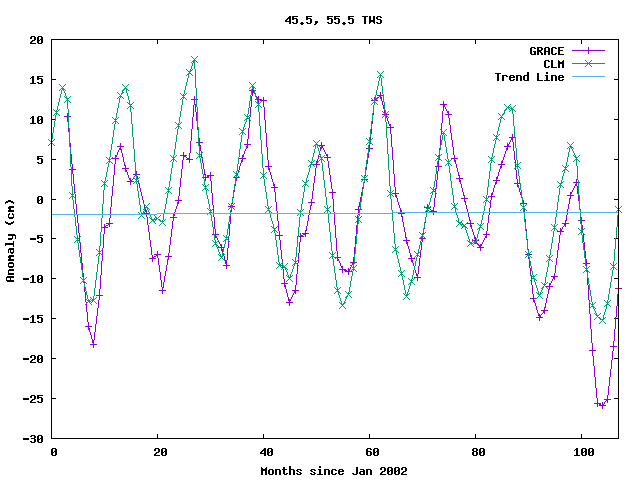 45.5, 55.5 TWS
GRACE
CLM
Trend Line
20
15
10
5
0
-5
-10
-15
-20
-25
-30
Anomaly (cm)
0 20 40 60 80 100
Months since Jan 2002